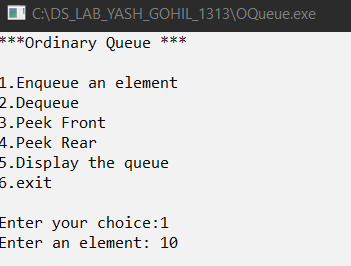 C:\DS_LAB_YASH_GOHIL_1313\OQueue.exe
***Ordinary Queue ***
1.Enqueue an element
2.Dequeue
3.Peek Front
4.Peek Rear
5.Display the queue
6.exit
Enter your choice:1
Enter an element: 10